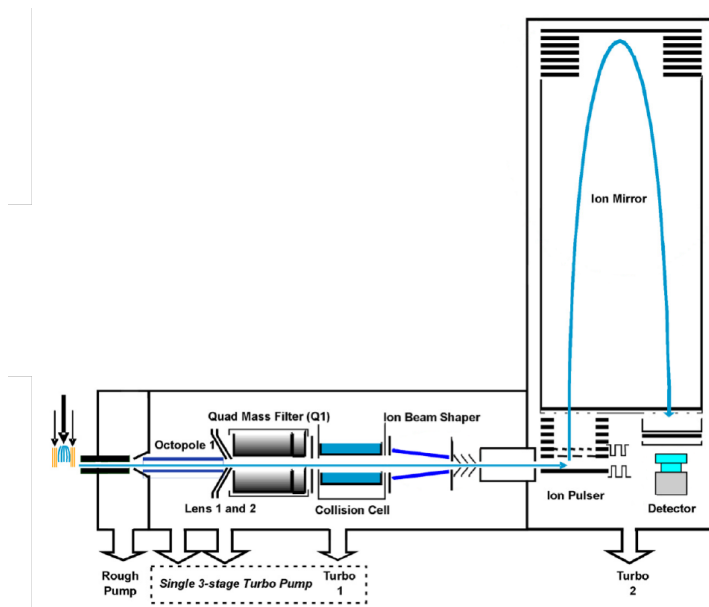 Ion Mirror
Quad Mass Filter (Q1)
Ion Beam Shaper
Octopole 1
Lens 1 and 2
Collision Cell
Ion Pulser
Detector
Rough
Pump
Single 3-stage Turbo Pump
Turbo
1
Turbo
2